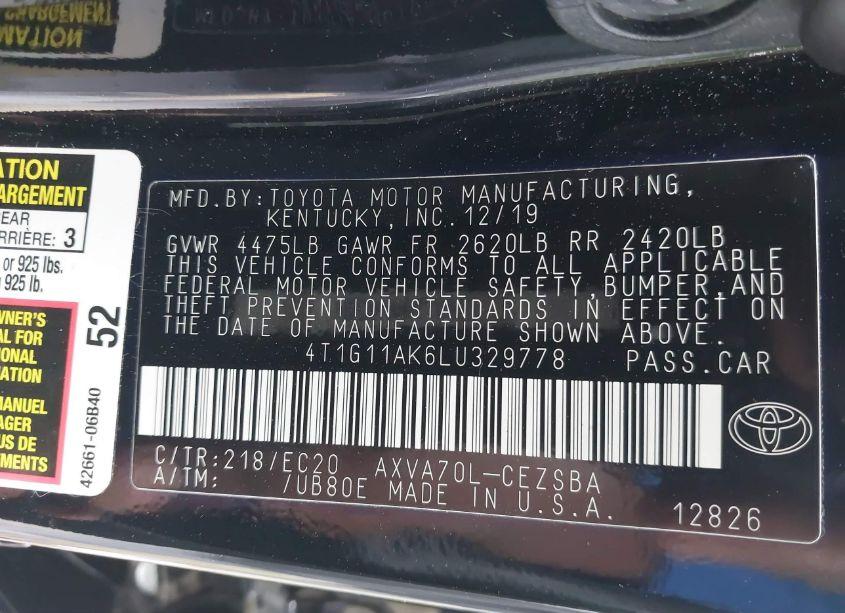 CHARGEMENT
MATION
ATION
ARGEMENT
EAR
RRIÈRE: 3
or 925 lbs.
925 lb.
52
WNER'S
AL FOR
IONAL
ATION
MANUEL
AGER
US DE
EMENTS
42661-06B40
MFD.BY:TOYOTA MOTOR MANUFACTURING,
KENTUCKY,INC.12/19
GVWR 4475LB GAWR FR 2620LB RR 2420LB
THIS VEHICLE CONFORMS TO ALL APPLICABLE
FEDERAL MOTOR VEHICLE SAFETY,BUMPER,AND
THEFT PREVENTION STANDARDS IN EFFECT ON
THE DATE OF MANUFACTURE SHOWN ABOVE.
4T1G11AK6LU329778 PASS.CAR
C/TR:218/EC20 AXVA70L-CEZSBA
A/TM: /UB80E MADE IN U.S.A.
12826